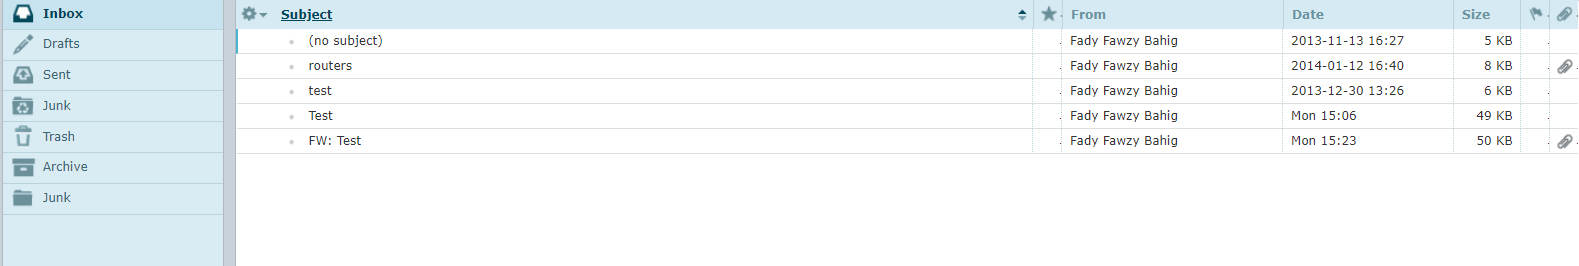 Inbox
Drafts
Sent
Junk
Trash
Archive
Junk
Subject From Date Size
(no subject) Fady Fawzy Bahig 2013-11-13 16:27 5 KB
routers Fady Fawzy Bahig 2014-01-12 16:40 8 KB
test Fady Fawzy Bahig 2013-12-30 13:26 6 KB
Test Fady Fawzy Bahig Mon 15:06 49 KB
FW: Test Fady Fawzy Bahig Mon 15:23 50 KB